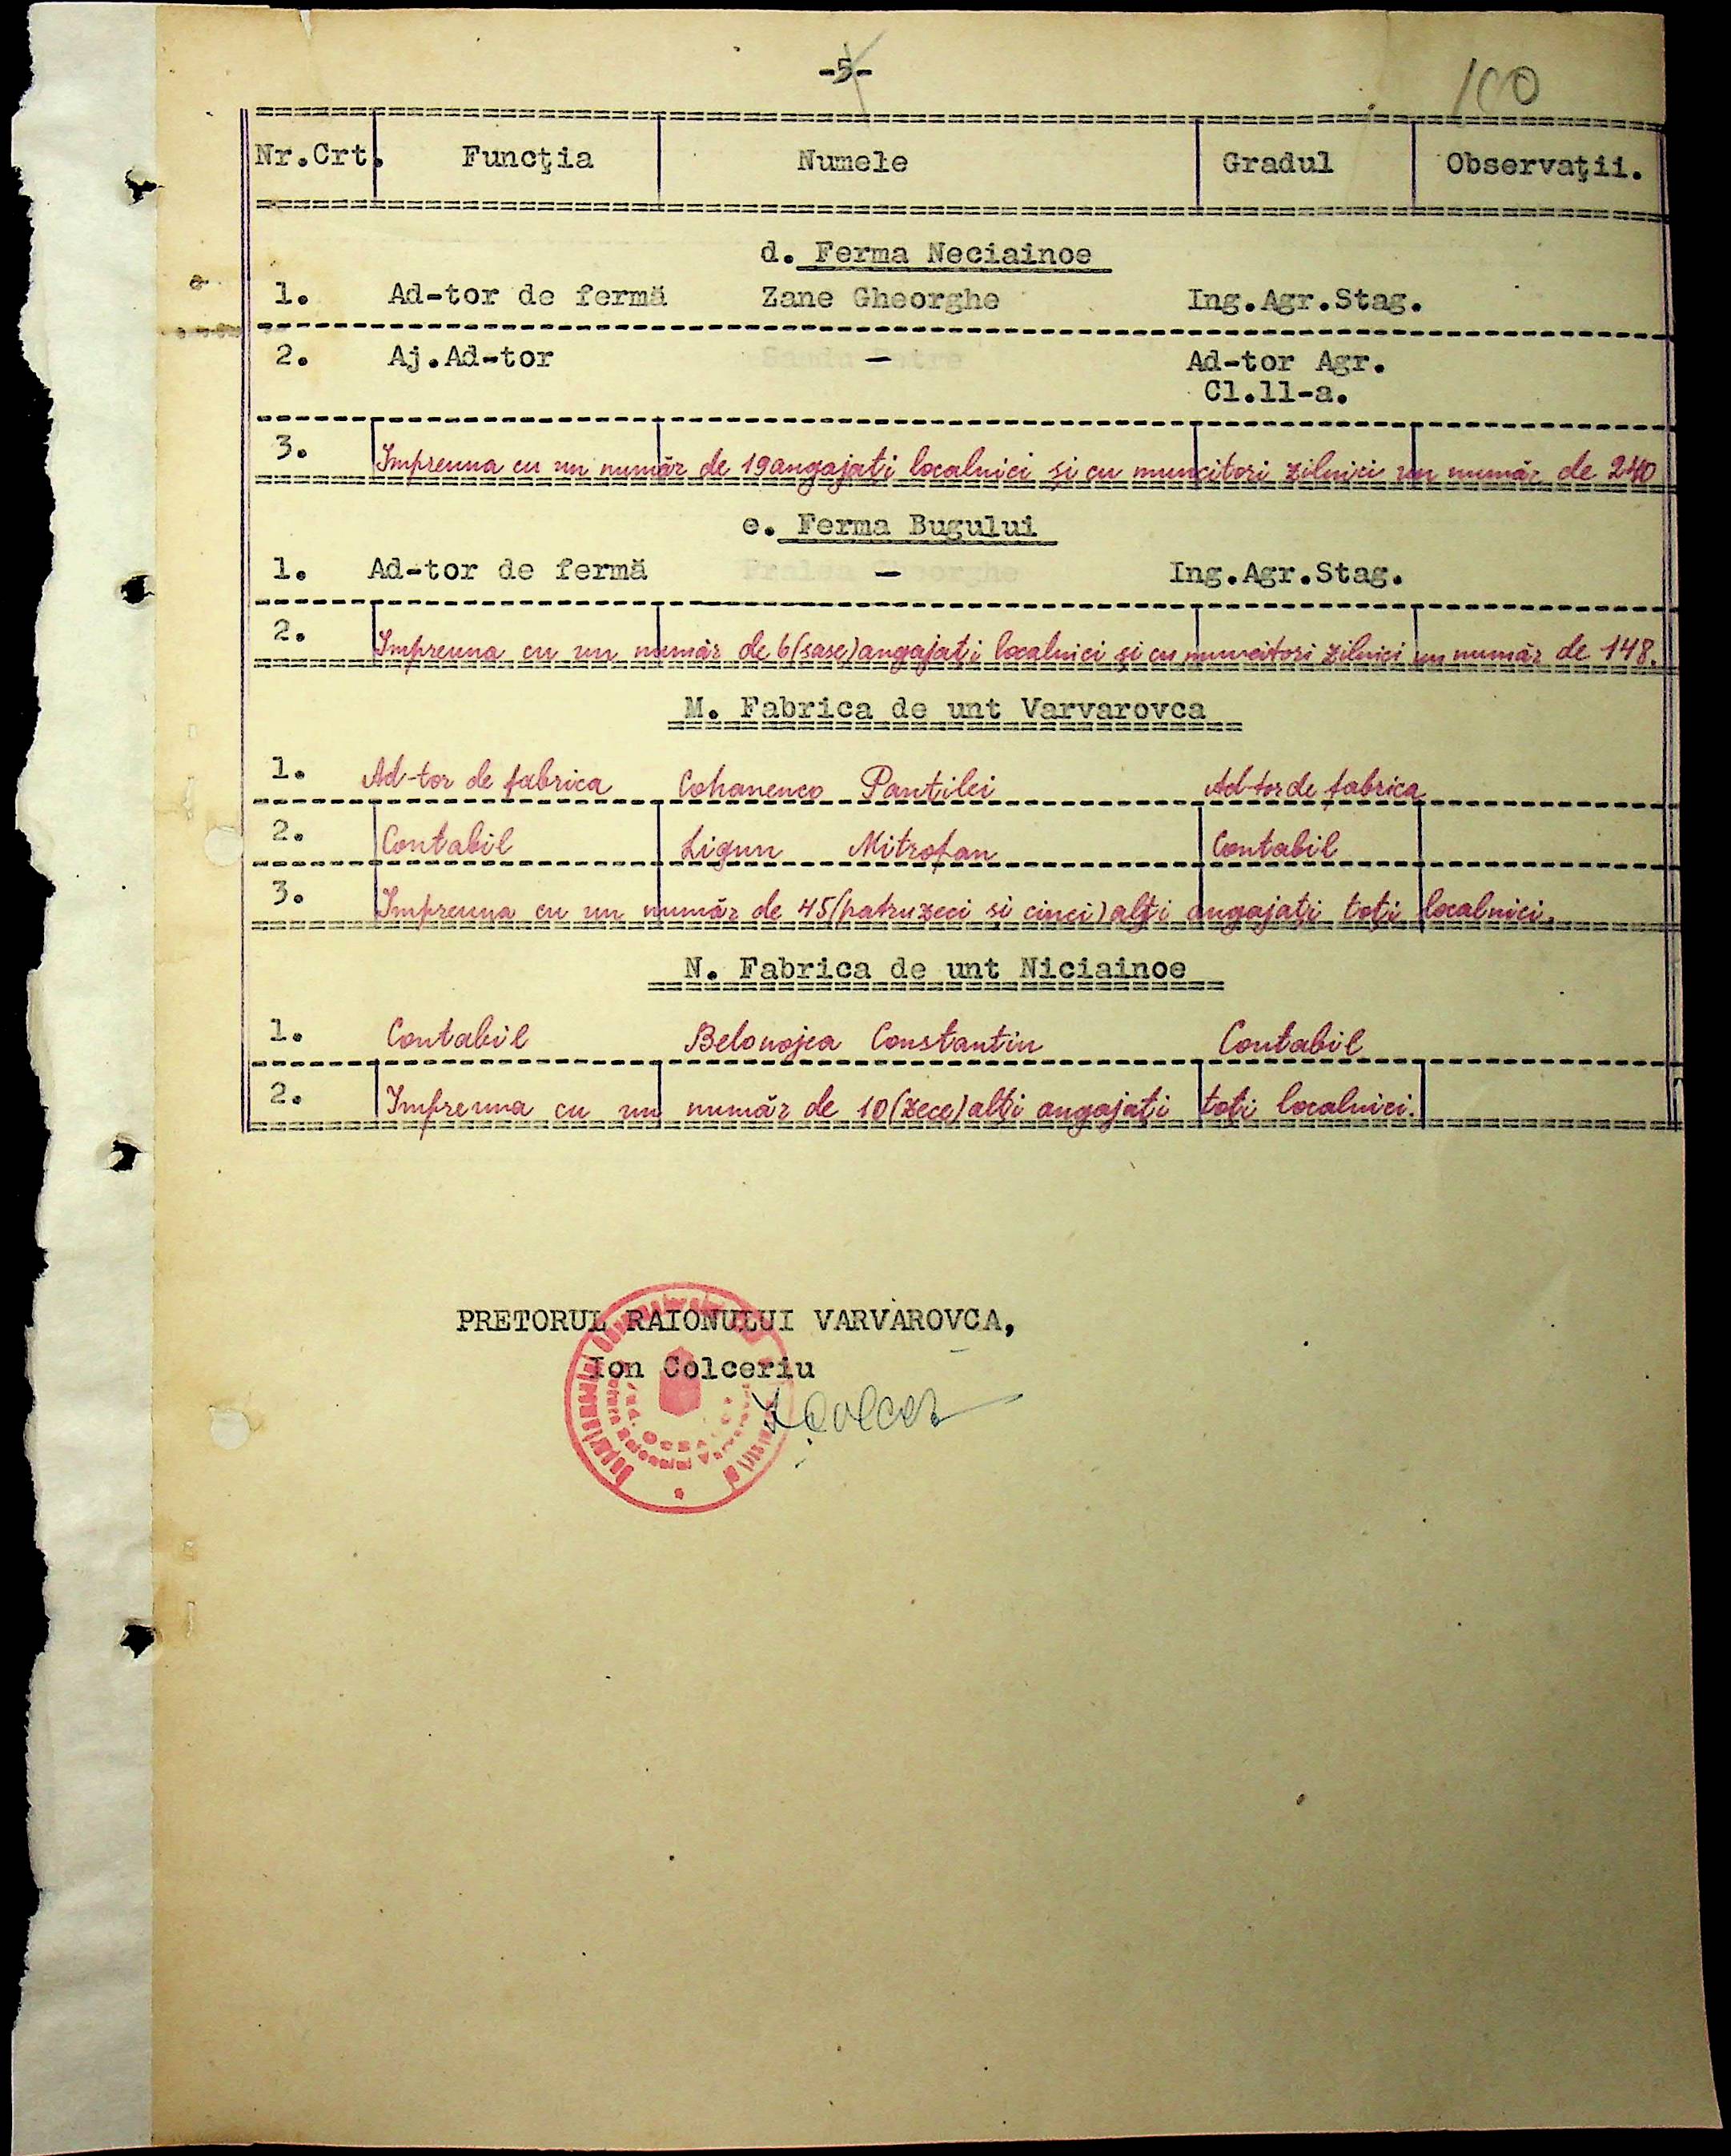 -5-
100
Nr.Crt. Funcţia Numele Gradul Observaţii.
d. Ferma Neciainoe
1. Ad-tor de fermă Zane Gheorghe Ing.Agr.Stag.
2. Aj.Ad-tor - Ad-tor Agr.
Cl.11-a.
3. Impreuna cu un număr de 19 angajaţi localnici şi cu muncitori zilnici un număr de 240
e. Ferma Bugului
1. Ad-tor de fermă - Ing.Agr.Stag.
2. Impreuna cu un număr de 6(sase)angajaţi localnici şi cu muncitori zilnici un număr de 148.
M. Fabrica de unt Varvarovca
1. Ad-tor de fabrica Cohanenco Pantilei Ad-tor de fabrica
2. Contabil Ligun Mitrofan Contabil
3. Impreuna cu un număr de 45(patruzeci si cinci)alţi angajaţi toţi localnici.
N. Fabrica de unt Niciainoe
1. Contabil Belonojca Constantin Contabil
2. Impreuna cu un număr de 10(zece)alţi angajaţi toţi localnici.
PRETORUL RAIONULUI VARVAROVCA,
Ion Colceriu